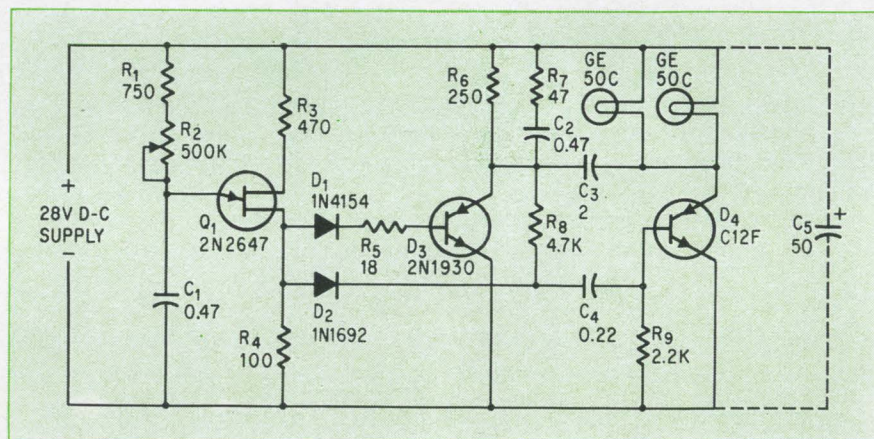 R1
750
R2
500K
+
28V D-C
SUPPLY
−
C1
0.47
Q1
2N2647
R3
470
D1
1N4154
R5
18
D2
1N1692
R4
100
D3
2N1930
R6
250
R7
47
C2
0.47
C3
2
R8
4.7K
C4
0.22
GE
50C
GE
50C
D4
C12F
R9
2.2K
C5
50
+